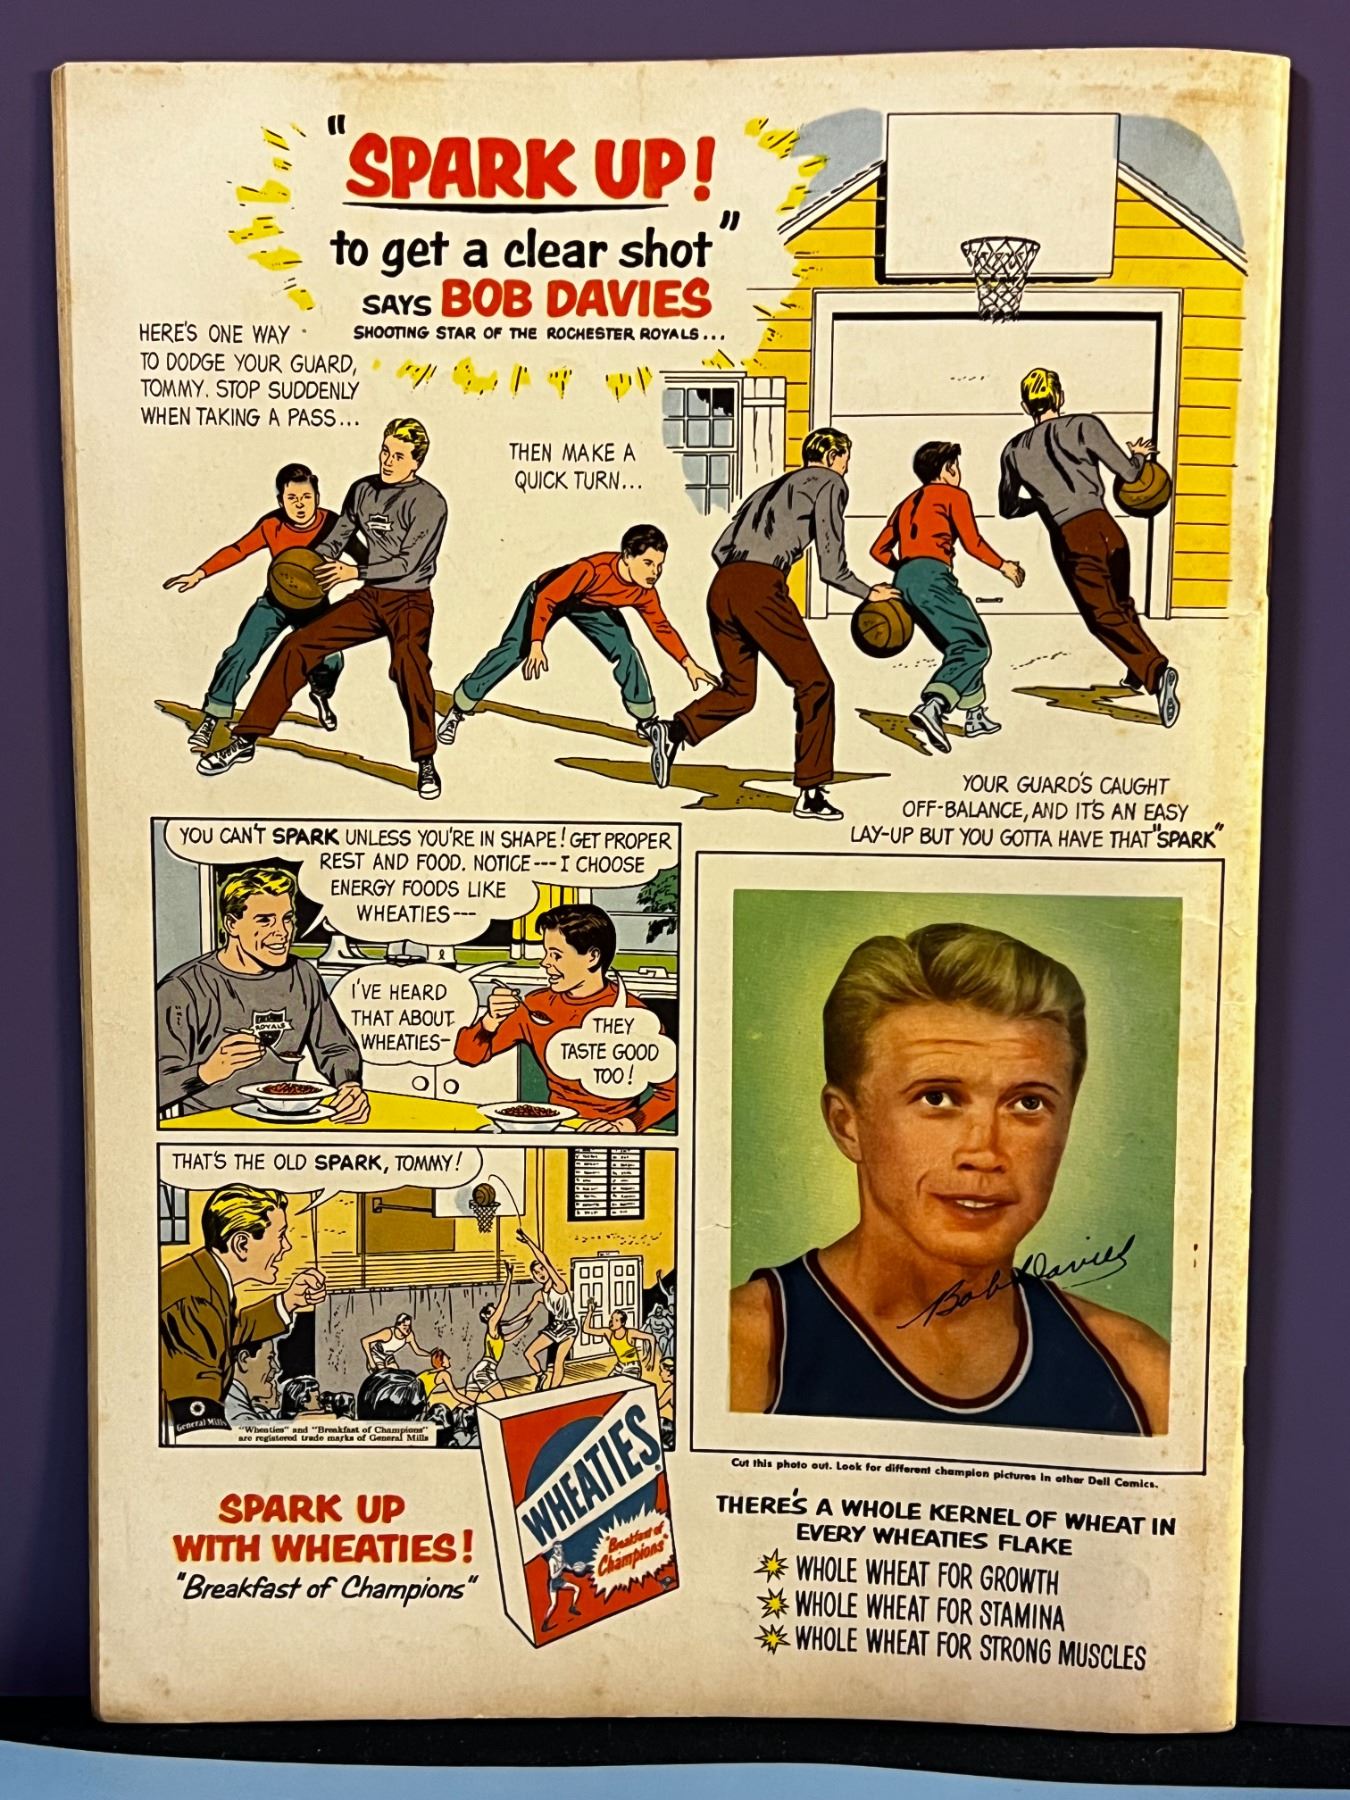 "SPARK UP!
to get a clear shot"
SAYS BOB DAVIES
SHOOTING STAR OF THE ROCHESTER ROYALS...
HERE'S ONE WAY
TO DODGE YOUR GUARD,
TOMMY. STOP SUDDENLY
WHEN TAKING A PASS...
THEN MAKE A
QUICK TURN...
YOUR GUARD'S CAUGHT
OFF-BALANCE, AND IT'S AN EASY
LAY-UP BUT YOU GOTTA HAVE THAT "SPARK"
YOU CAN'T SPARK UNLESS YOU'RE IN SHAPE! GET PROPER
REST AND FOOD. NOTICE---I CHOOSE
ENERGY FOODS LIKE
WHEATIES---
I'VE HEARD
THAT ABOUT
WHEATIES-
THEY
TASTE GOOD
TOO!
ROYALS
THAT'S THE OLD SPARK, TOMMY!
General Mills
"Wheaties" and "Breakfast of Champions"
are registered trade marks of General Mills
WHEATIES
"Breakfast of
Champions"
SPARK UP
WITH WHEATIES!
"Breakfast of Champions"
Bob Davies
Cut this photo out. Look for different champion pictures in other Dell Comics.
THERE'S A WHOLE KERNEL OF WHEAT IN
EVERY WHEATIES FLAKE
WHOLE WHEAT FOR GROWTH
WHOLE WHEAT FOR STAMINA
WHOLE WHEAT FOR STRONG MUSCLES